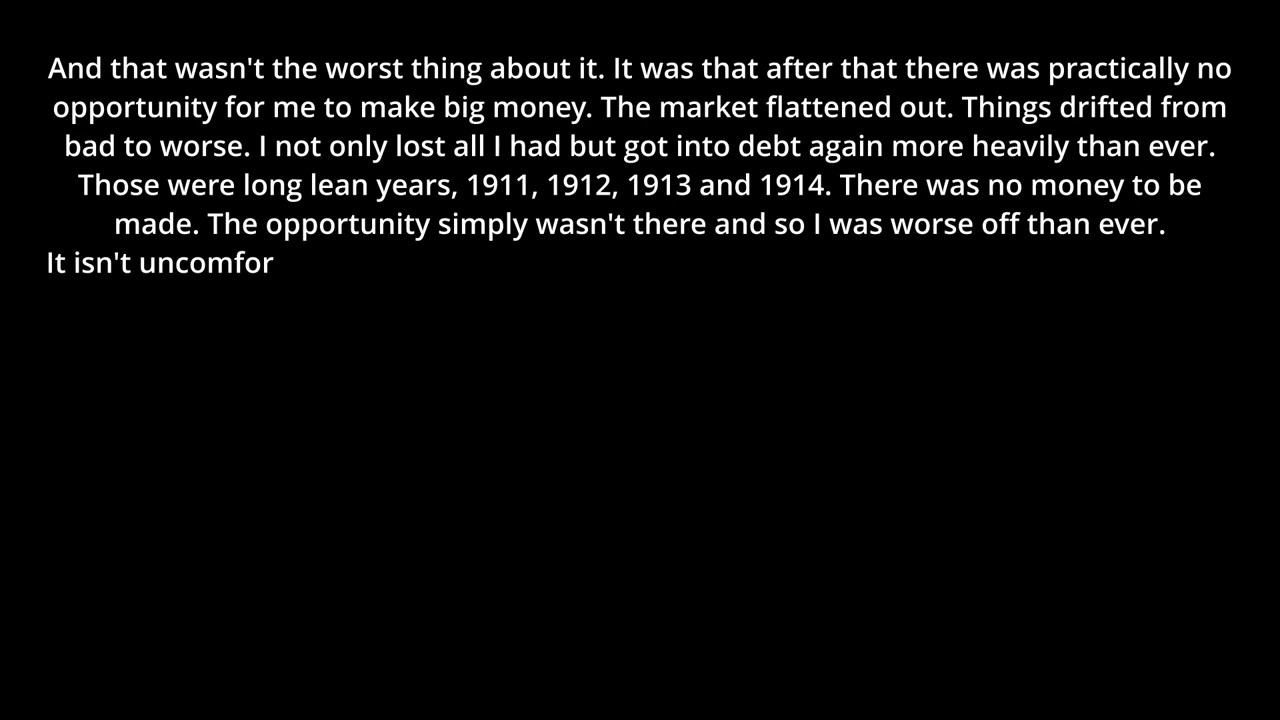 And that wasn't the worst thing about it. It was that after that there was practically no
opportunity for me to make big money. The market flattened out. Things drifted from
bad to worse. I not only lost all I had but got into debt again more heavily than ever.
Those were long lean years, 1911, 1912, 1913 and 1914. There was no money to be
made. The opportunity simply wasn't there and so I was worse off than ever.
It isn't uncomfor